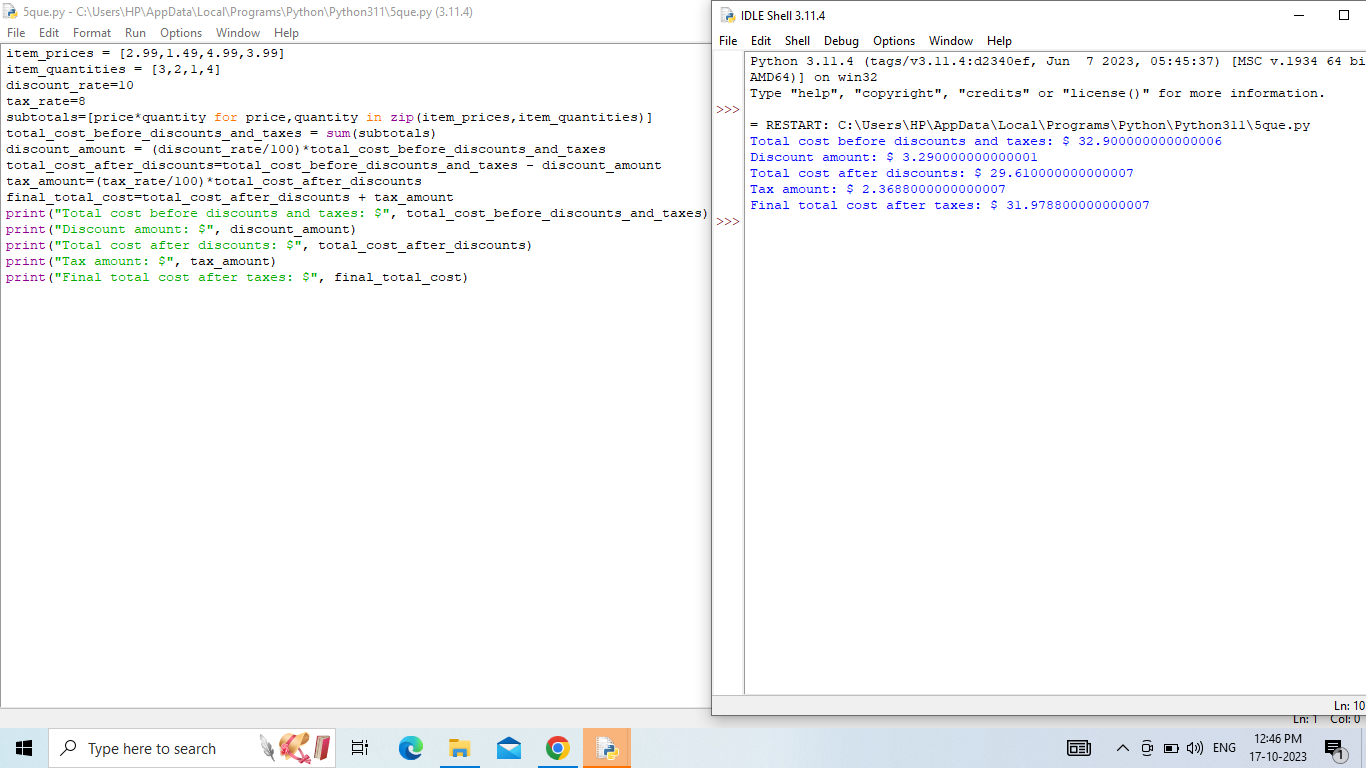 5que.py - C:\Users\HP\AppData\Local\Programs\Python\Python311\5que.py (3.11.4)
File Edit Format Run Options Window Help
item_prices = [2.99,1.49,4.99,3.99]
item_quantities = [3,2,1,4]
discount_rate=10
tax_rate=8
subtotals=[price*quantity for price,quantity in zip(item_prices,item_quantities)]
total_cost_before_discounts_and_taxes = sum(subtotals)
discount_amount = (discount_rate/100)*total_cost_before_discounts_and_taxes
total_cost_after_discounts=total_cost_before_discounts_and_taxes - discount_amount
tax_amount=(tax_rate/100)*total_cost_after_discounts
final_total_cost=total_cost_after_discounts + tax_amount
print("Total cost before discounts and taxes: $", total_cost_before_discounts_and_taxes)
print("Discount amount: $", discount_amount)
print("Total cost after discounts: $", total_cost_after_discounts)
print("Tax amount: $", tax_amount)
print("Final total cost after taxes: $", final_total_cost)
IDLE Shell 3.11.4
File Edit Shell Debug Options Window Help
Python 3.11.4 (tags/v3.11.4:d2340ef, Jun  7 2023, 05:45:37) [MSC v.1934 64 bi
AMD64)] on win32
Type "help", "copyright", "credits" or "license()" for more information.
>>>
= RESTART: C:\Users\HP\AppData\Local\Programs\Python\Python311\5que.py
Total cost before discounts and taxes: $ 32.900000000000006
Discount amount: $ 3.290000000000001
Total cost after discounts: $ 29.610000000000007
Tax amount: $ 2.3688000000000007
Final total cost after taxes: $ 31.978800000000007
>>>
Ln: 10
Ln: 1 Col: 0
Type here to search
ENG
12:46 PM
17-10-2023
1